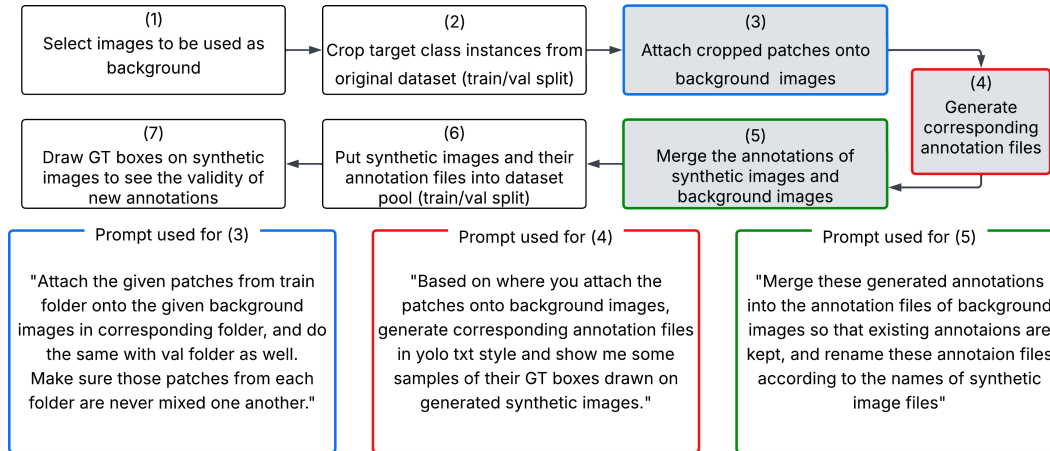 (1)
Select images to be used as
background
(2)
Crop target class instances from
original dataset (train/val split)
(3)
Attach cropped patches onto
background images
(4)
Generate
corresponding
annotation files
(5)
Merge the annotations of
synthetic images and
background images
(6)
Put synthetic images and their
annotation files into dataset
pool (train/val split)
(7)
Draw GT boxes on synthetic
images to see the validity of
new annotations
Prompt used for (3)
"Attach the given patches from train
folder onto the given background
images in corresponding folder, and do
the same with val folder as well.
Make sure those patches from each
folder are never mixed one another."
Prompt used for (4)
"Based on where you attach the
patches onto background images,
generate corresponding annotation files
in yolo txt style and show me some
samples of their GT boxes drawn on
generated synthetic images."
Prompt used for (5)
"Merge these generated annotations
into the annotation files of background
images so that existing annotaions are
kept, and rename these annotaion files
according to the names of synthetic
image files"